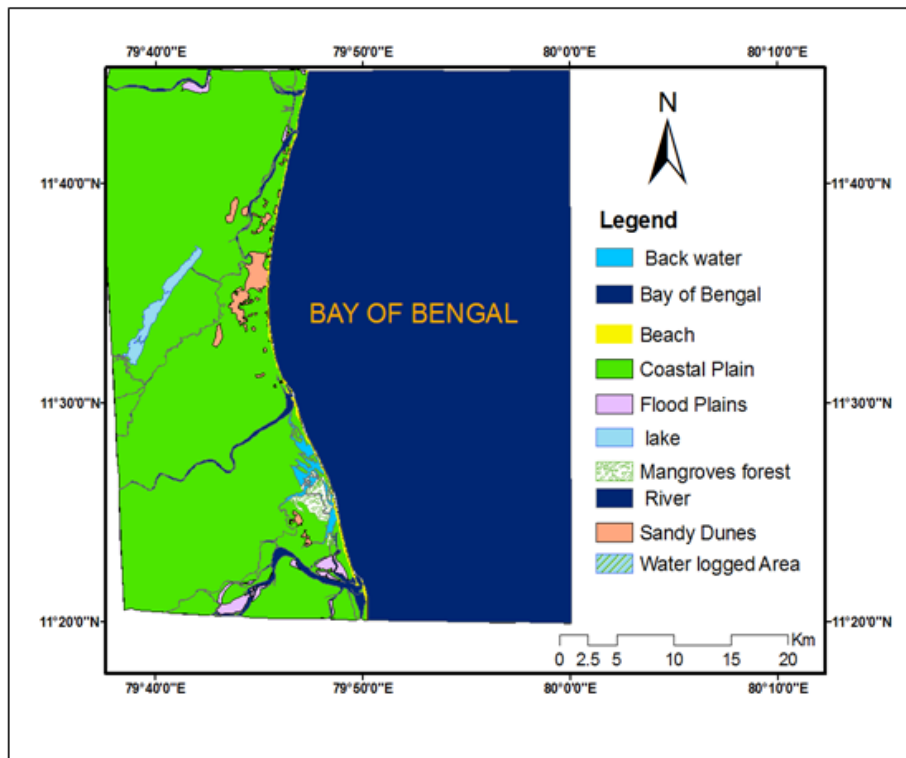 79°40'0"E 79°50'0"E 80°0'0"E 80°10'0"E
11°40'0"N 11°40'0"N
11°30'0"N 11°30'0"N
11°20'0"N 11°20'0"N
BAY OF BENGAL
N
Legend
Back water
Bay of Bengal
Beach
Coastal Plain
Flood Plains
lake
Mangroves forest
River
Sandy Dunes
Water logged Area
Km
0 2.5 5 10 15 20
79°40'0"E 79°50'0"E 80°0'0"E 80°10'0"E